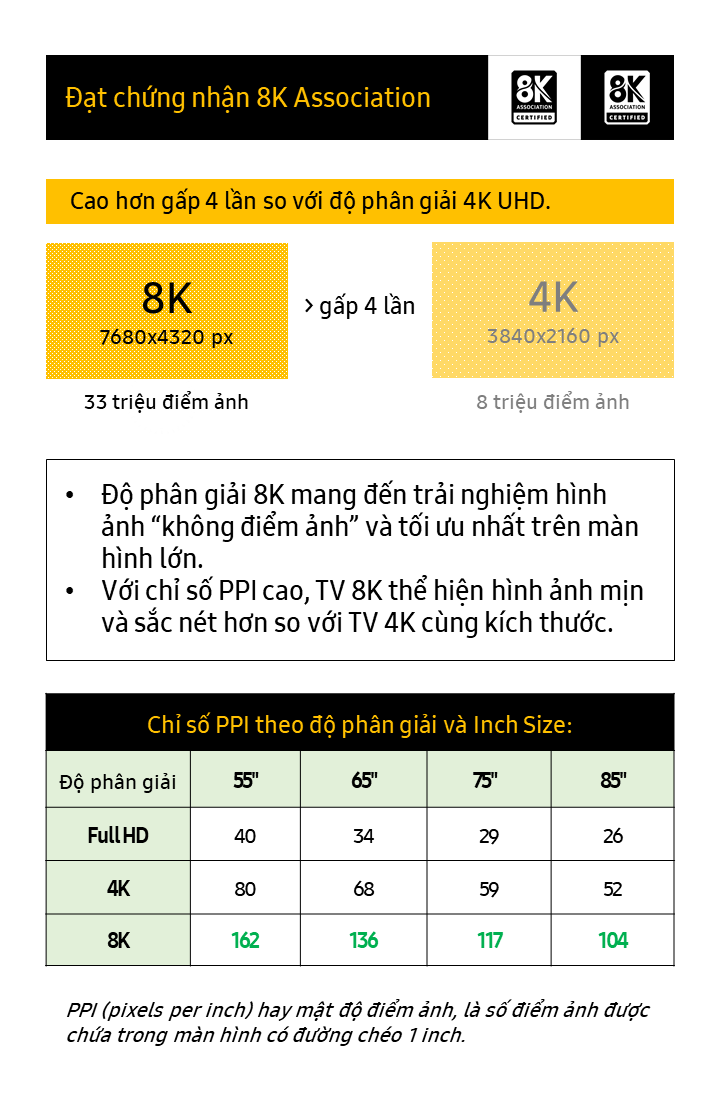 Đạt chứng nhận 8K Association
8K
ASSOCIATION
CERTIFIED
8K
ASSOCIATION
CERTIFIED
Cao hơn gấp 4 lần so với độ phân giải 4K UHD.
8K
7680x4320 px
> gấp 4 lần
4K
3840x2160 px
33 triệu điểm ảnh
8 triệu điểm ảnh
• Độ phân giải 8K mang đến trải nghiệm hình
ảnh “không điểm ảnh” và tối ưu nhất trên màn
hình lớn.
• Với chỉ số PPI cao, TV 8K thể hiện hình ảnh mịn
và sắc nét hơn so với TV 4K cùng kích thước.
Chỉ số PPI theo độ phân giải và Inch Size:
Độ phân giải 55" 65" 75" 85"
Full HD 40 34 29 26
4K 80 68 59 52
8K 162 136 117 104
PPI (pixels per inch) hay mật độ điểm ảnh, là số điểm ảnh được
chứa trong màn hình có đường chéo 1 inch.